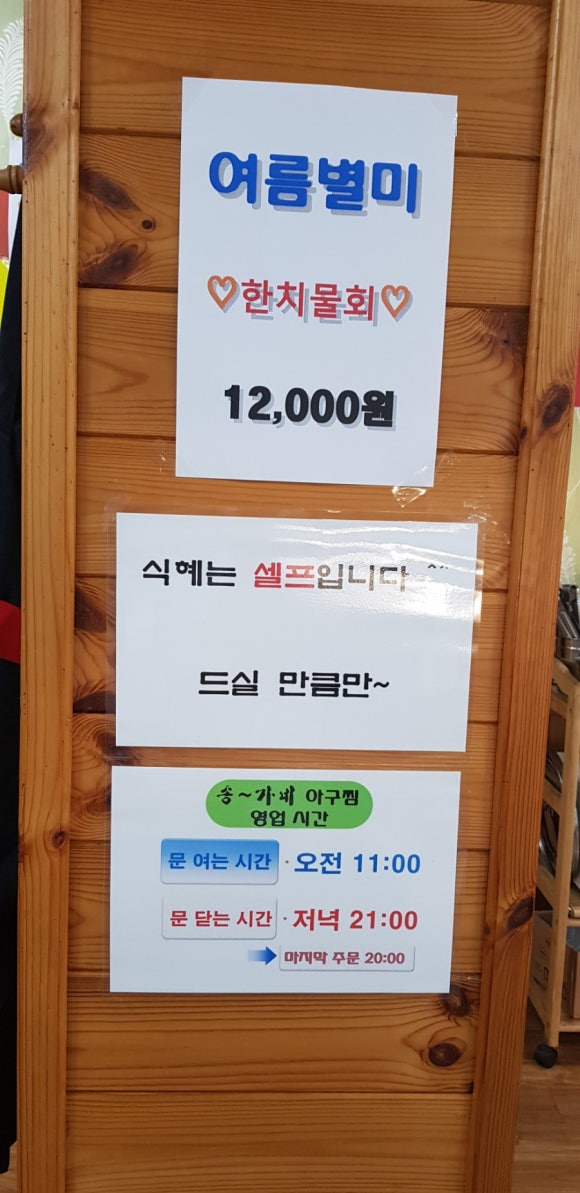 여름별미
♡한치물회♡
12,000원
식혜는 셀프입니다~^^
드실 만큼만~
송~가네 아구찜
영업 시간
문 여는 시간 · 오전 11:00
문 닫는 시간 · 저녁 21:00
마지막 주문 20:00